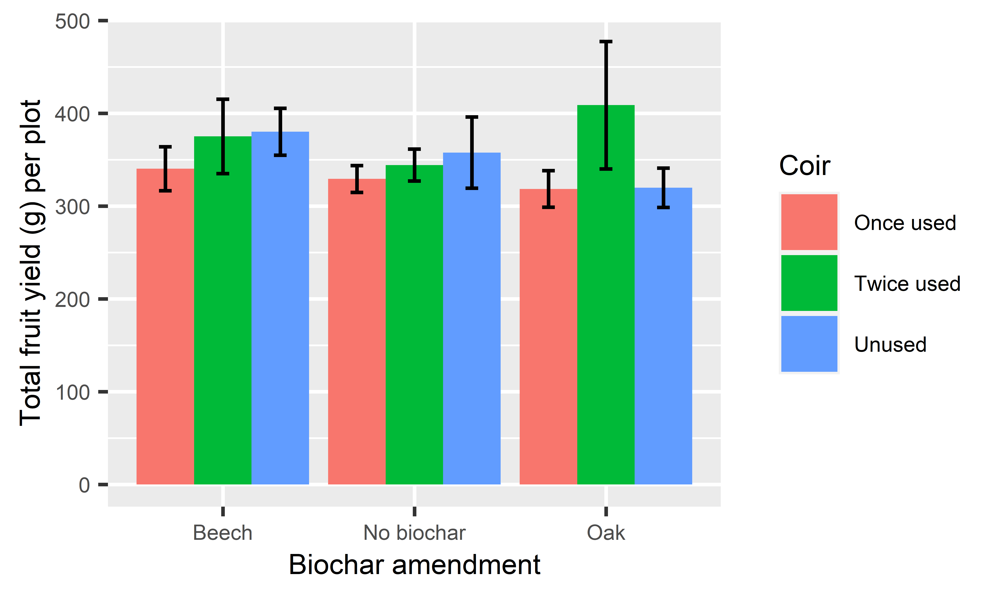 Total fruit yield (g) per plot
500
400
300
200
100
0
Beech
No biochar
Oak
Biochar amendment
Coir
Once used
Twice used
Unused